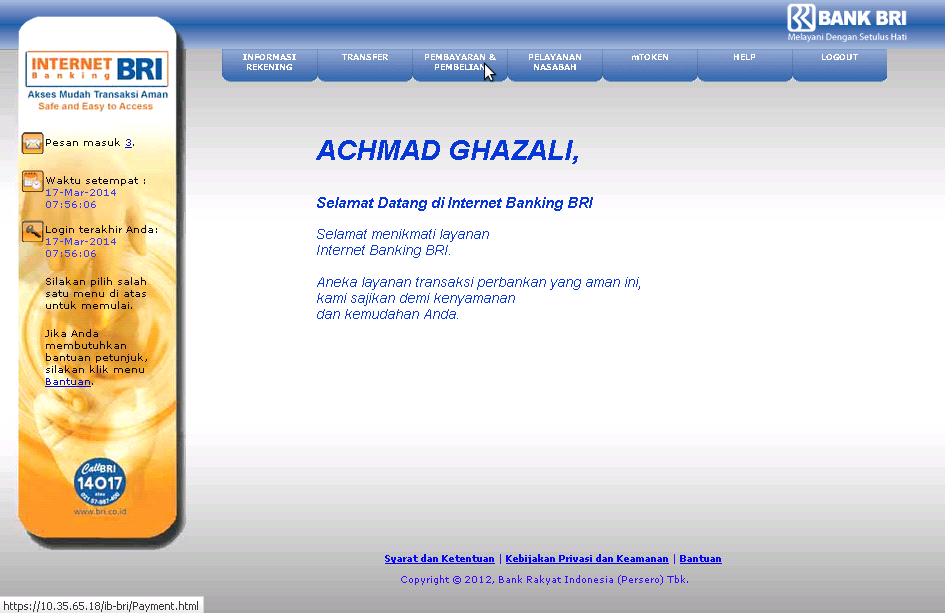 BANK BRI
Melayani Dengan Setulus Hati
INTERNET
Banking BRI
Akses Mudah Transaksi Aman
Safe and Easy to Access
INFORMASI
REKENING
TRANSFER
PEMBAYARAN &
PEMBELIAN
PELAYANAN
NASABAH
mTOKEN
HELP
LOGOUT
Pesan masuk 3.
Waktu setempat :
17-Mar-2014
07:56:06
Login terakhir Anda:
17-Mar-2014
07:56:06
Silakan pilih salah
satu menu di atas
untuk memulai.
Jika Anda
membutuhkan
bantuan petunjuk,
silakan klik menu
Bantuan.
CallBRI
14017
atau
021 57-987-400
www.bri.co.id
ACHMAD GHAZALI,
Selamat Datang di Internet Banking BRI
Selamat menikmati layanan
Internet Banking BRI.
Aneka layanan transaksi perbankan yang aman ini,
kami sajikan demi kenyamanan
dan kemudahan Anda.
Syarat dan Ketentuan | Kebijakan Privasi dan Keamanan | Bantuan
Copyright © 2012, Bank Rakyat Indonesia (Persero) Tbk.
https://10.35.65.18/ib-bri/Payment.html